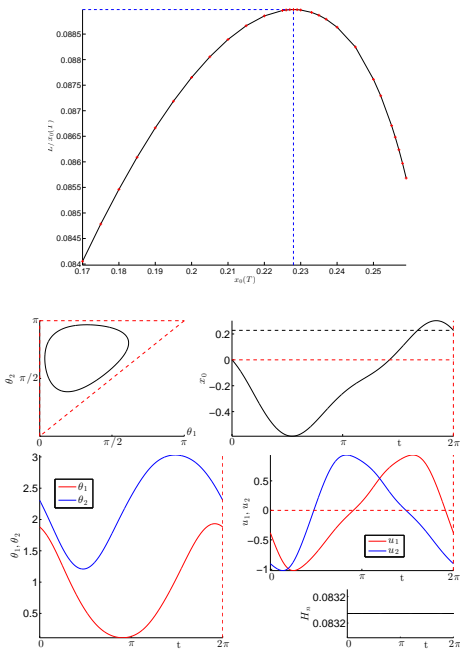 0.0885
0.088
0.0875
0.087
0.0865
0.086
0.0855
0.085
0.0845
0.084
0.17
0.18
0.19
0.2
0.21
0.22
0.23
0.24
0.25
x₀(T)
π
θ₂
π/2
0
π/2
π
θ₁
0.2
0
−0.2
−0.4
x₀
0
π
t
2π
3
2.5
2
1.5
1
0.5
θ₁, θ₂
θ₁
θ₂
0
π
t
2π
0.5
0
−0.5
−1
u₁, u₂
u₁
u₂
0
π
t
2π
0.0832
0.0832
0
π
t
2π